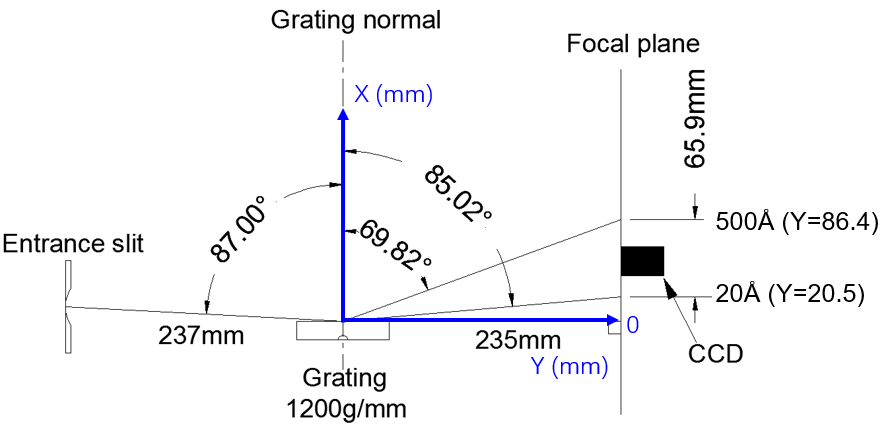 Grating normal
Focal plane
X (mm)
65.9mm
85.02°
87.00°
69.82°
500Å (Y=86.4)
Entrance slit
20Å (Y=20.5)
237mm
235mm
0
Y (mm)
CCD
Grating
1200g/mm